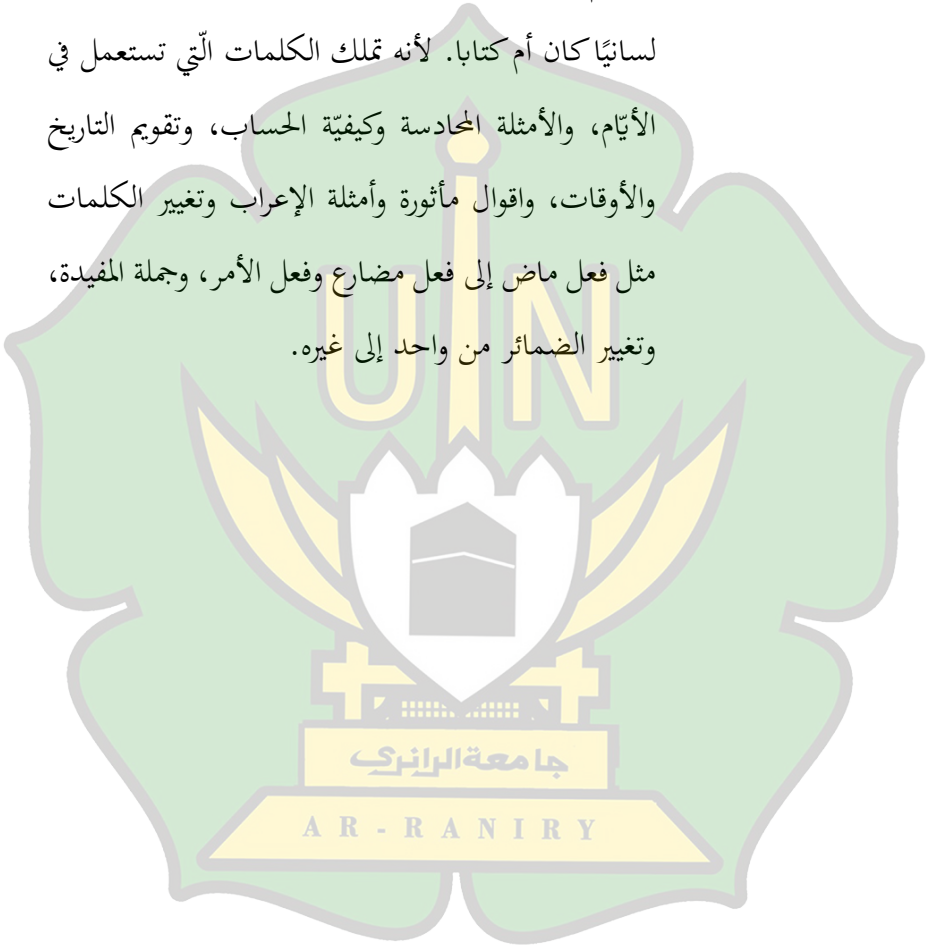 لسانيًا كان أم كتابا. لأنه تملك الكلمات الّتي تستعمل في
الأيّام، والأمثلة المحادسة وكيفيّة الحساب، وتقويم التاريخ
والأوقات، واقوال مأثورة وأمثلة الإعراب وتغيير الكلمات
مثل فعل ماض إلى فعل مضارع وفعل الأمر، وجملة المفيدة،
وتغيير الضمائر من واحد إلى غيره.
UIN
جامعة الرانري
AR-RANIRY